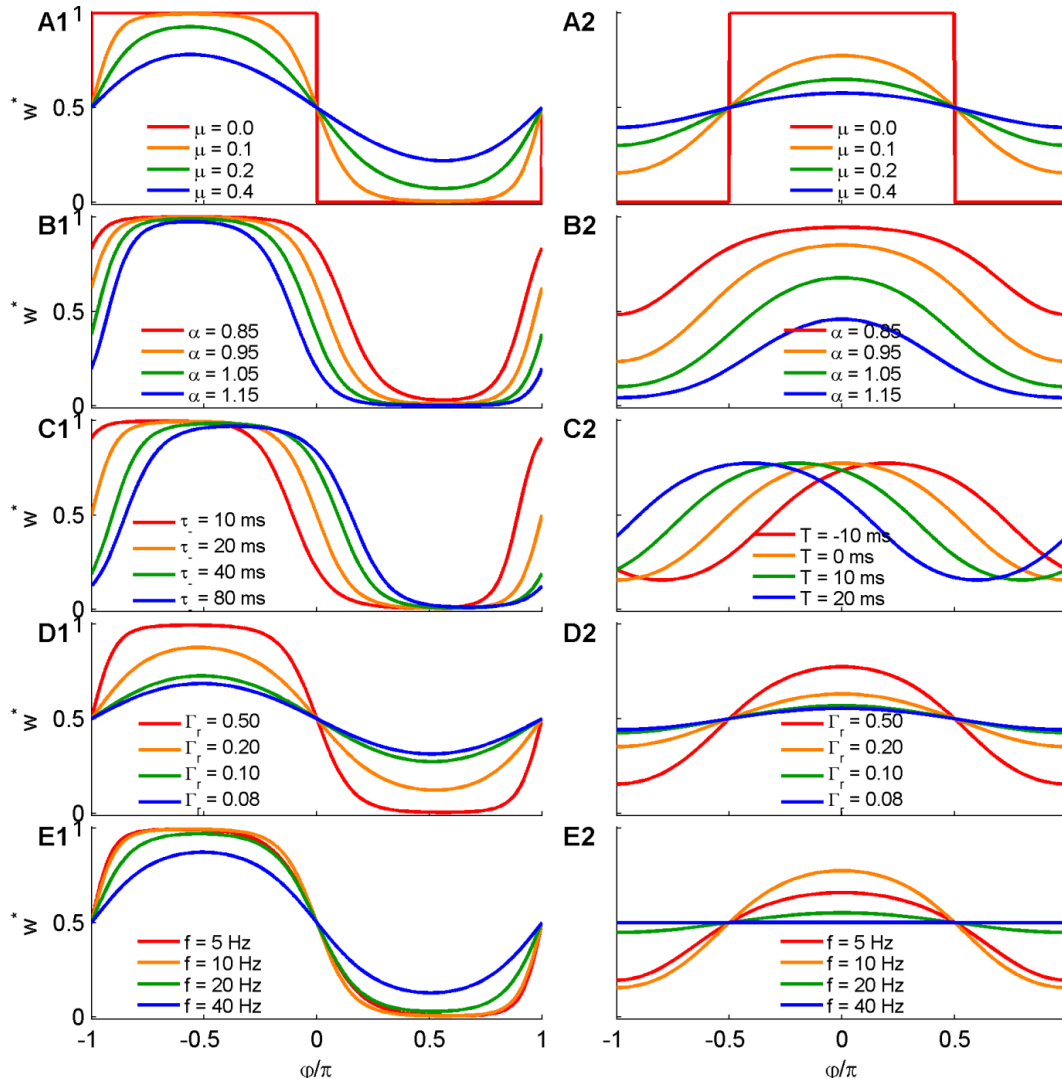 A1
1
0.5
0
w*
μ = 0.0
μ = 0.1
μ = 0.2
μ = 0.4
A2
μ = 0.0
μ = 0.1
μ = 0.2
μ = 0.4
B1
1
0.5
0
w*
α = 0.85
α = 0.95
α = 1.05
α = 1.15
B2
α = 0.85
α = 0.95
α = 1.05
α = 1.15
C1
1
0.5
0
w*
τ_ = 10 ms
τ_ = 20 ms
τ_ = 40 ms
τ_ = 80 ms
C2
T = -10 ms
T = 0 ms
T = 10 ms
T = 20 ms
D1
1
0.5
0
w*
Γr = 0.50
Γr = 0.20
Γr = 0.10
Γr = 0.08
D2
Γr = 0.50
Γr = 0.20
Γr = 0.10
Γr = 0.08
E1
1
0.5
0
w*
f = 5 Hz
f = 10 Hz
f = 20 Hz
f = 40 Hz
-1 -0.5 0 0.5 1
φ/π
E2
f = 5 Hz
f = 10 Hz
f = 20 Hz
f = 40 Hz
-1 -0.5 0 0.5
φ/π